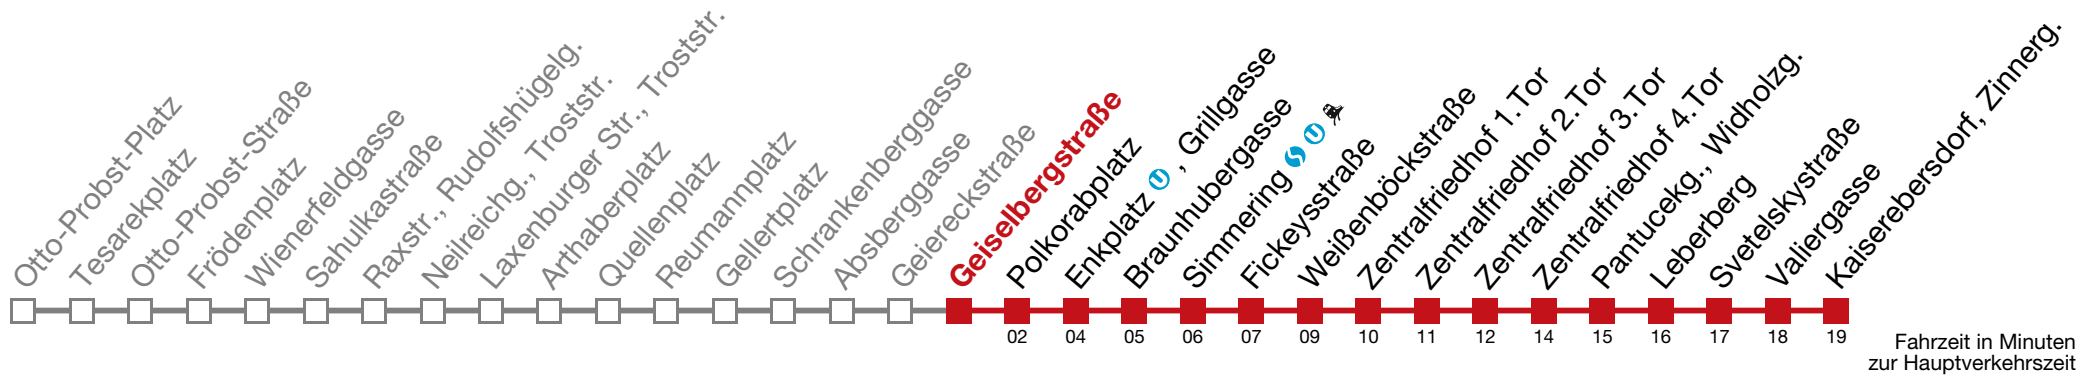 Otto-Probst-Platz
Tesarekplatz
Otto-Probst-Straße
Frödenplatz
Wienerfeldgasse
Sahulkastraße
Raxstr., Rudolfshügelg.
Neilreichg., Troststr.
Laxenburger Str., Troststr.
Arthaberplatz
Quellenplatz
Reumannplatz
Gellertplatz
Schrankenberggasse
Absberggasse
Geiereckstraße
Geiselbergstraße
Polkorabplatz
Enkplatz U , Grillgasse
Braunhubergasse
Simmering S U
Fickeysstraße
Weißenböckstraße
Zentralfriedhof 1.Tor
Zentralfriedhof 2.Tor
Zentralfriedhof 3.Tor
Zentralfriedhof 4.Tor
Pantucekg., Widholzg.
Leberberg
Svetelskystraße
Valiergasse
Kaiserebersdorf, Zinnerg.
02 04 05 06 07 09 10 11 12 14 15 16 17 18 19
Fahrzeit in Minuten
zur Hauptverkehrszeit